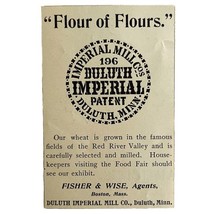 "Flour of Flours."
IMPERIAL MILL Co's
196
DULUTH
IMPERIAL
PATENT
DULUTH, MINN.
Our wheat is grown in the famous
fields of the Red River Valley and is
carefully selected and milled. House-
keepers visiting the Food Fair should
see our exhibit.
FISHER & WISE, Agents,
Boston, Mass.
DULUTH IMPERIAL MILL CO., Duluth, Minn.